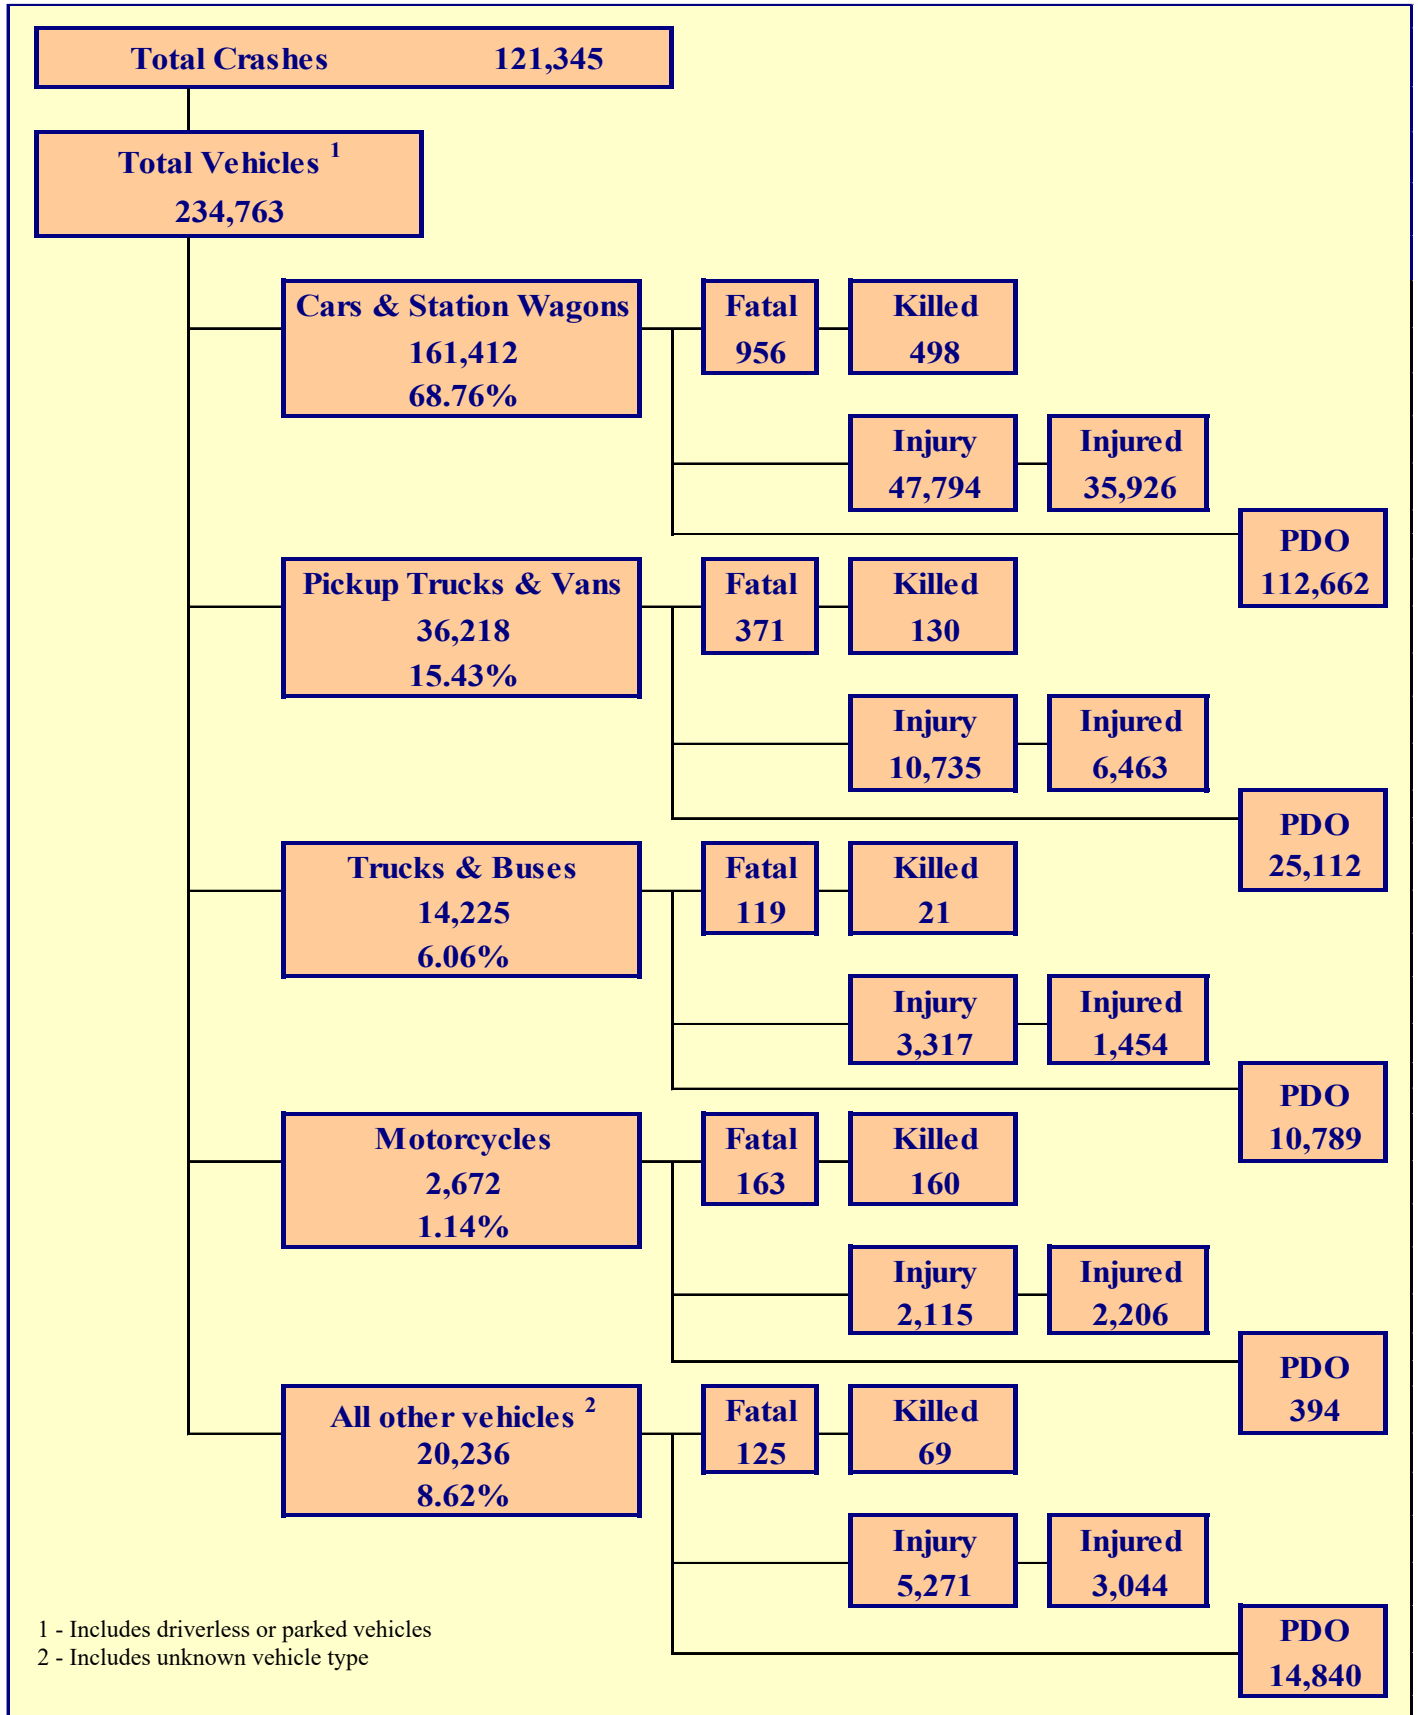 Total Crashes 121,345
Total Vehicles 1
234,763
Cars & Station Wagons
161,412
68.76%
Fatal
956
Killed
498
Injury
47,794
Injured
35,926
PDO
112,662
Pickup Trucks & Vans
36,218
15.43%
Fatal
371
Killed
130
Injury
10,735
Injured
6,463
PDO
25,112
Trucks & Buses
14,225
6.06%
Fatal
119
Killed
21
Injury
3,317
Injured
1,454
PDO
10,789
Motorcycles
2,672
1.14%
Fatal
163
Killed
160
Injury
2,115
Injured
2,206
PDO
394
All other vehicles 2
20,236
8.62%
Fatal
125
Killed
69
Injury
5,271
Injured
3,044
PDO
14,840
1 - Includes driverless or parked vehicles
2 - Includes unknown vehicle type